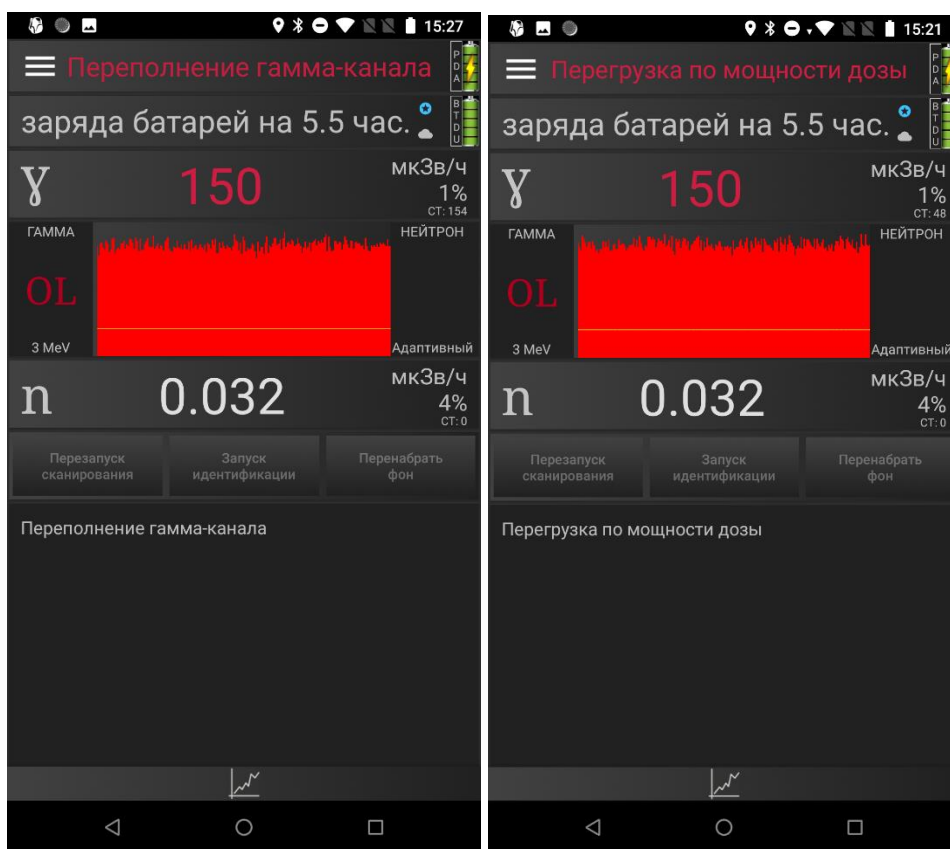 15:27
Переполнение гамма-канала
PDA
заряда батарей на 5.5 час.
BTDU
ɣ 150 мкЗв/ч
1%
CT: 154
ГАММА НЕЙТРОН
OL
3 MeV Адаптивный
n 0.032 мкЗв/ч
4%
CT: 0
Перезапуск сканирования
Запуск идентификации
Перенабрать фон
Переполнение гамма-канала
15:21
Перегрузка по мощности дозы
PDA
заряда батарей на 5.5 час.
BTDU
ɣ 150 мкЗв/ч
1%
CT: 48
ГАММА НЕЙТРОН
OL
3 MeV Адаптивный
n 0.032 мкЗв/ч
4%
CT: 0
Перезапуск сканирования
Запуск идентификации
Перенабрать фон
Перегрузка по мощности дозы